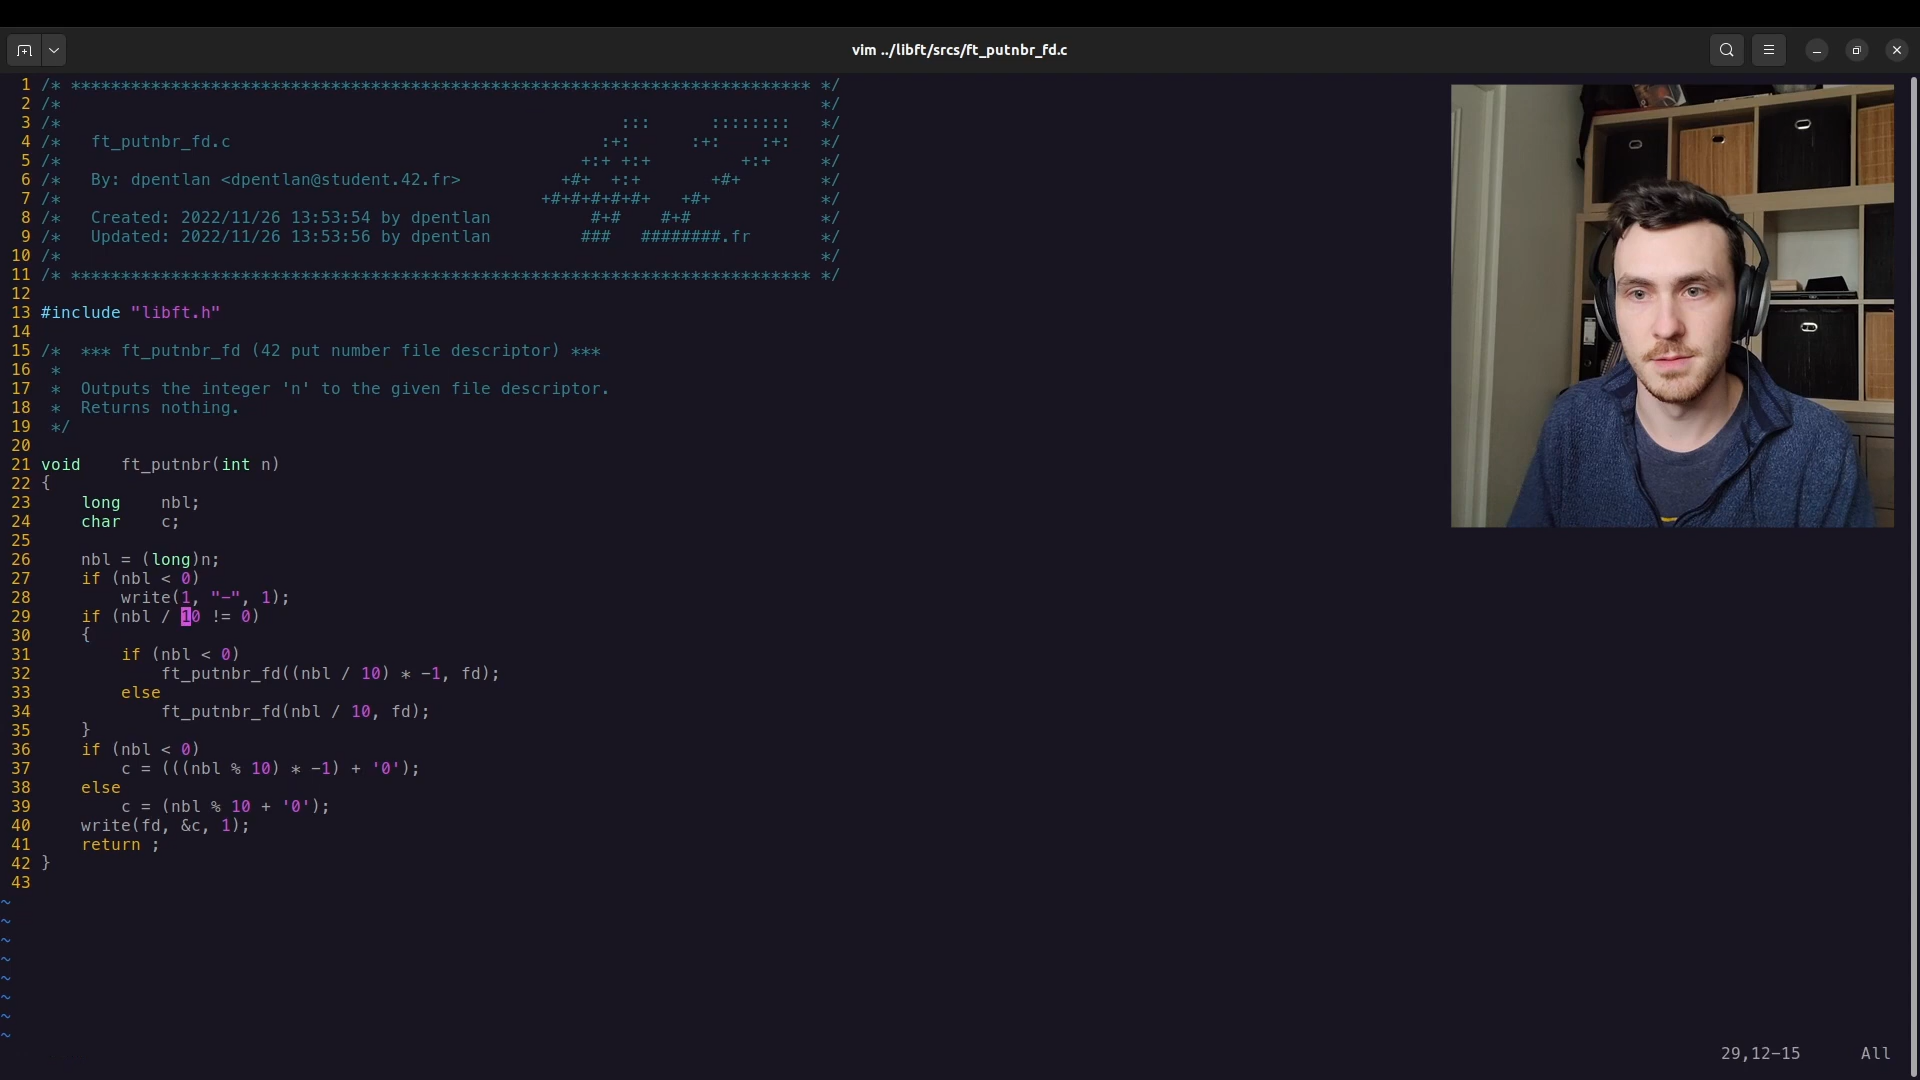 vim ../libft/srcs/ft_putnbr_fd.c
1 /* ************************************************************************** */
2 /*                                                                            */
3 /*                                                        :::      ::::::::   */
4 /*   ft_putnbr_fd.c                                     :+:      :+:    :+:   */
5 /*                                                    +:+ +:+         +:+     */
6 /*   By: dpentlan <dpentlan@student.42.fr>          +#+  +:+       +#+        */
7 /*                                                +#+#+#+#+#+   +#+           */
8 /*   Created: 2022/11/26 13:53:54 by dpentlan          #+#    #+#             */
9 /*   Updated: 2022/11/26 13:53:56 by dpentlan         ###   ########.fr       */
10 /*                                                                            */
11 /* ************************************************************************** */
12
13 #include "libft.h"
14
15 /*  *** ft_putnbr_fd (42 put number file descriptor) ***
16  *
17  *  Outputs the integer 'n' to the given file descriptor.
18  *  Returns nothing.
19  */
20
21 void    ft_putnbr(int n)
22 {
23     long    nbl;
24     char    c;
25
26     nbl = (long)n;
27     if (nbl < 0)
28         write(1, "-", 1);
29     if (nbl / 10 != 0)
30     {
31         if (nbl < 0)
32             ft_putnbr_fd((nbl / 10) * -1, fd);
33         else
34             ft_putnbr_fd(nbl / 10, fd);
35     }
36     if (nbl < 0)
37         c = (((nbl % 10) * -1) + '0');
38     else
39         c = (nbl % 10 + '0');
40     write(fd, &c, 1);
41     return ;
42 }
43
~
~
~
~
~
~
~
~
29,12-15 All